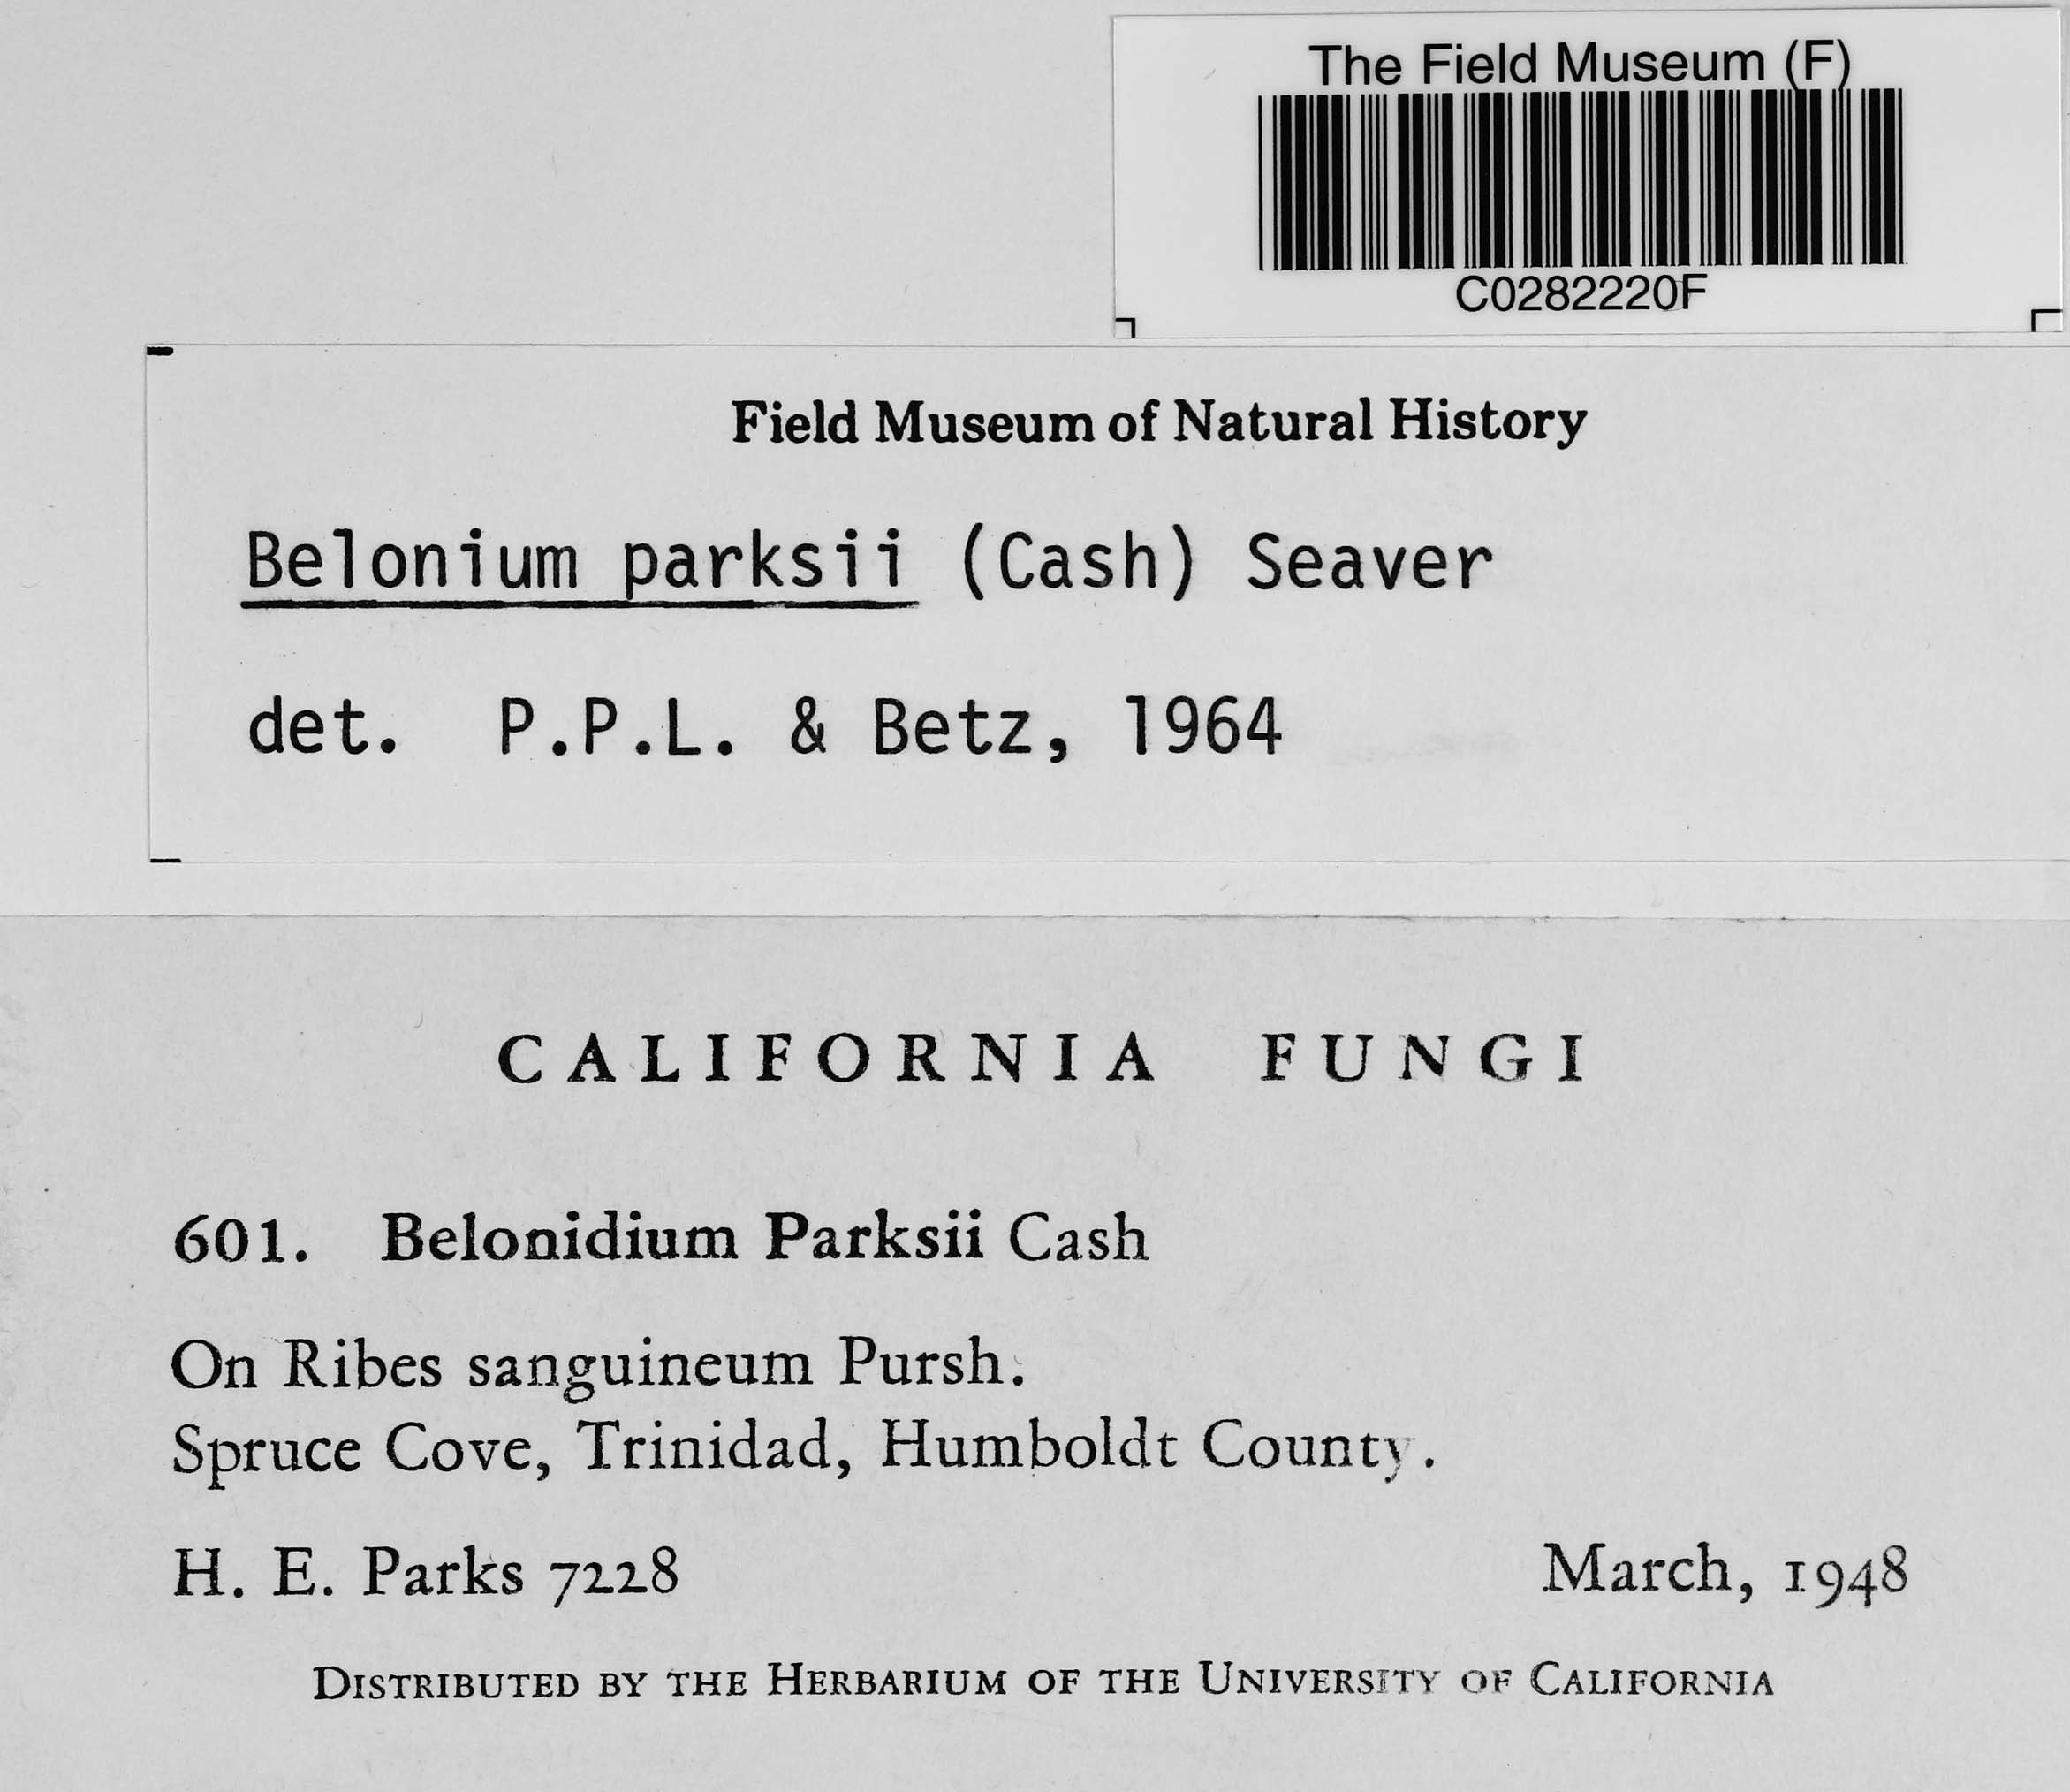 The Field Museum (F)
C0282220F
Field Museum of Natural History
Belonium parksii (Cash) Seaver
det. P.P.L. & Betz, 1964
CALIFORNIA FUNGI
601. Belonidium Parksii Cash
On Ribes sanguineum Pursh.
Spruce Cove, Trinidad, Humboldt County.
H. E. Parks 7228 March, 1948
DISTRIBUTED BY THE HERBARIUM OF THE UNIVERSITY OF CALIFORNIA